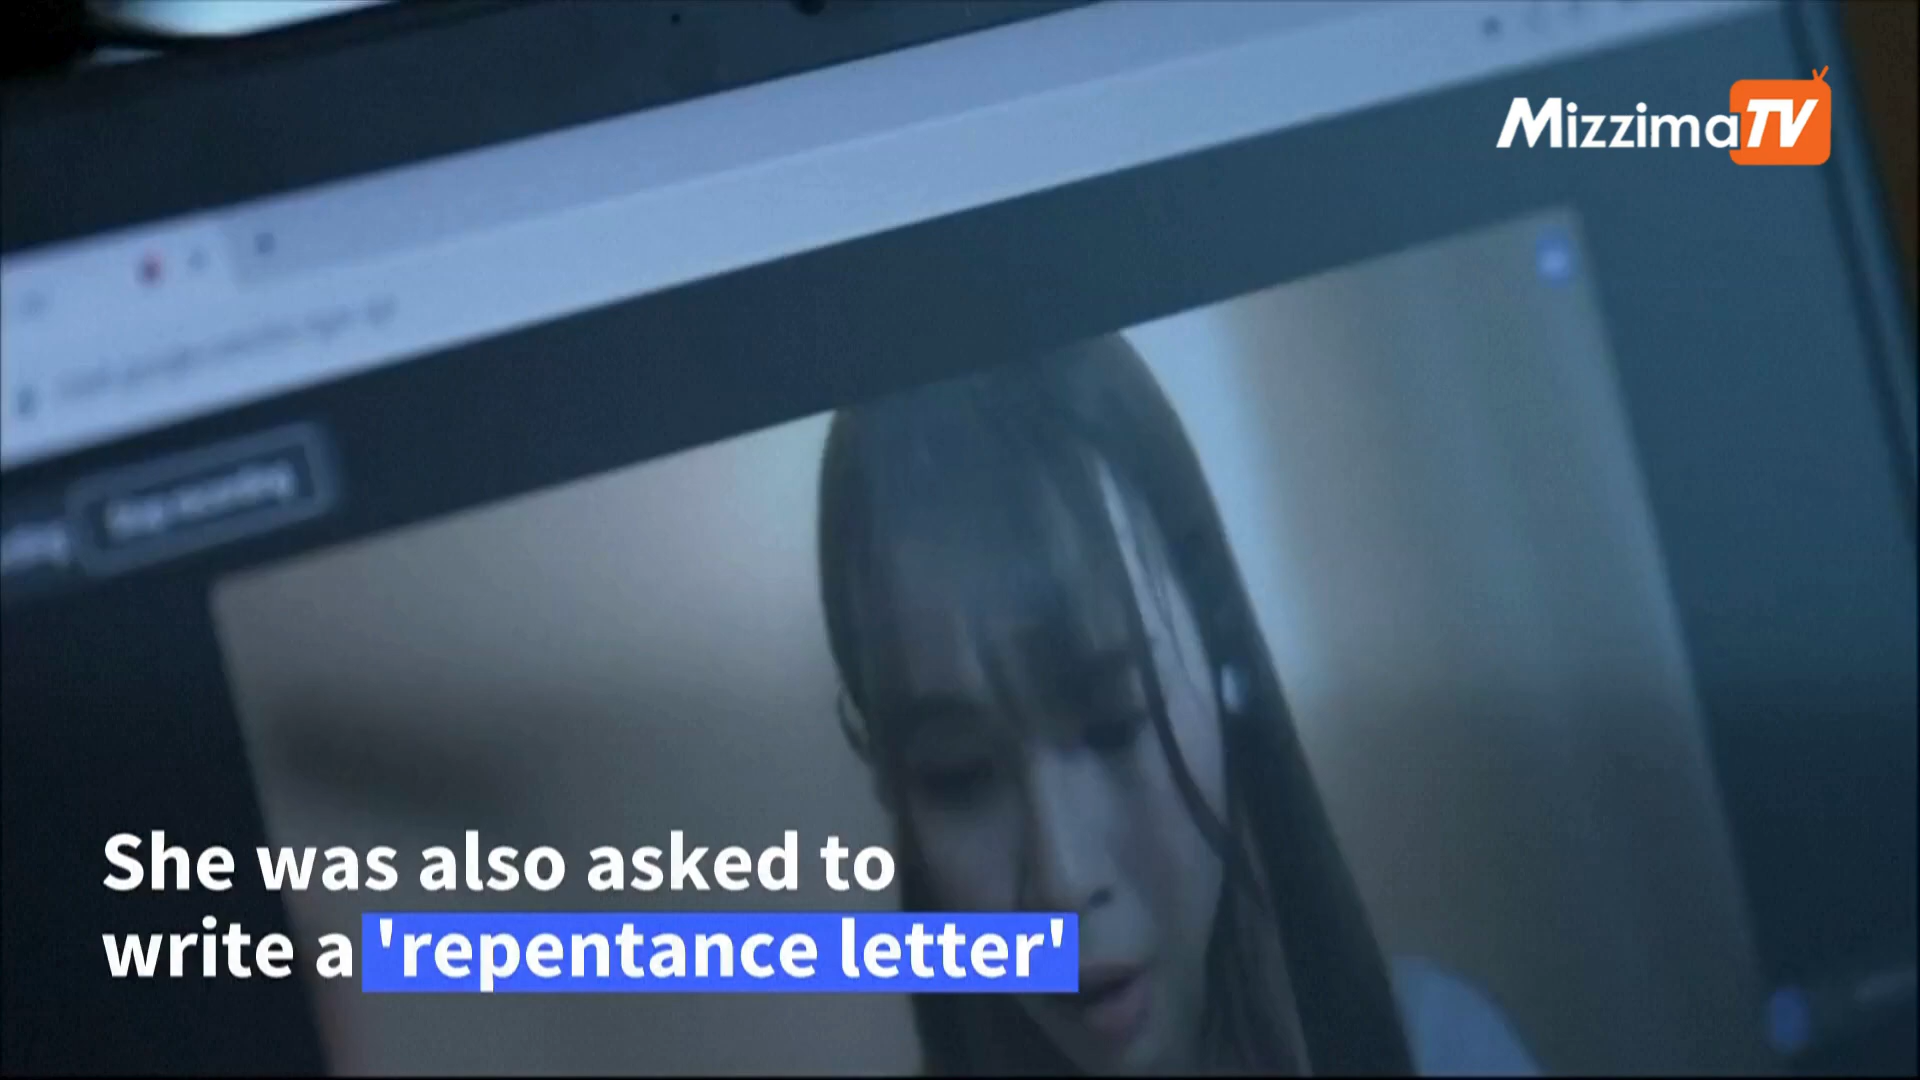 MizzimaTV
She was also asked to
write a 'repentance letter'